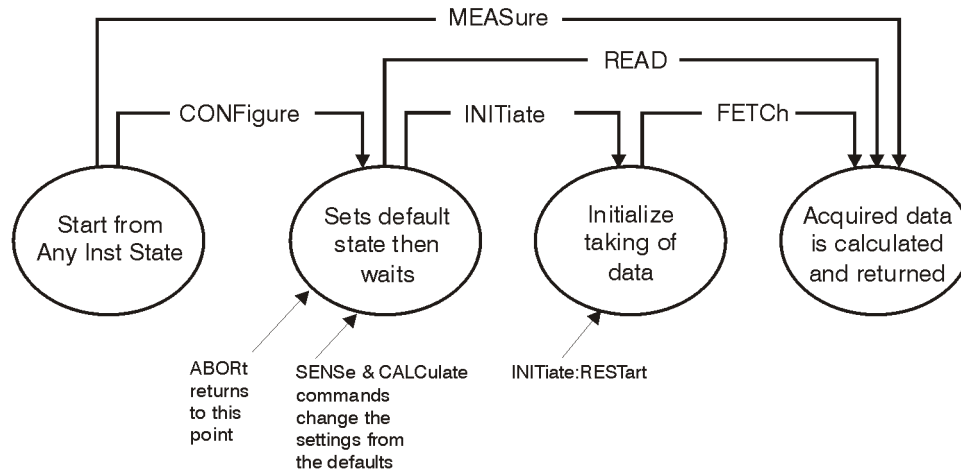 MEASure
READ
CONFigure
INITiate
FETCh
Start from
Any Inst State
Sets default
state then
waits
Initialize
taking of
data
Acquired data
is calculated
and returned
ABORt
returns
to this
point
SENSe & CALCulate
commands
change the
settings from
the defaults
INITiate:RESTart